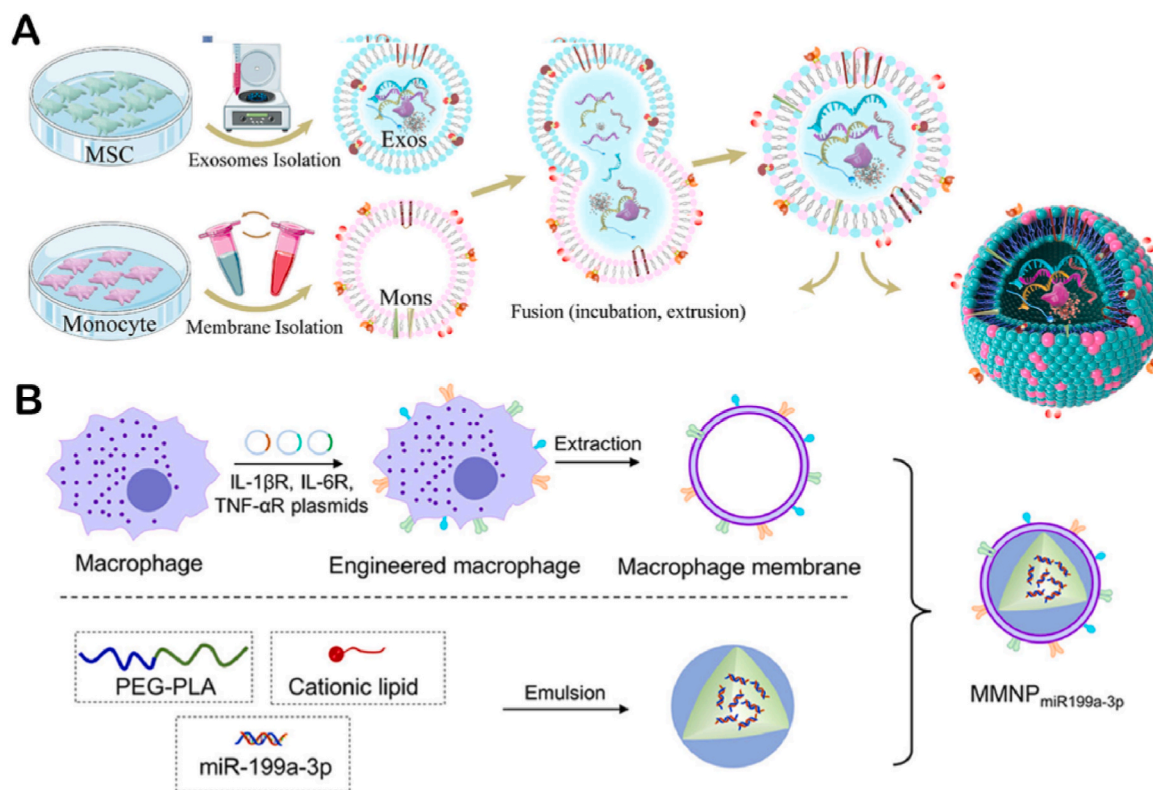 A
MSC
Exosomes Isolation
Exos
Monocyte
Membrane Isolation
Mons
Fusion (incubation, extrusion)
B
IL-1βR, IL-6R,
TNF-αR plasmids
Extraction
Macrophage
Engineered macrophage
Macrophage membrane
PEG-PLA
Cationic lipid
Emulsion
miR-199a-3p
MMNPmiR199a-3p